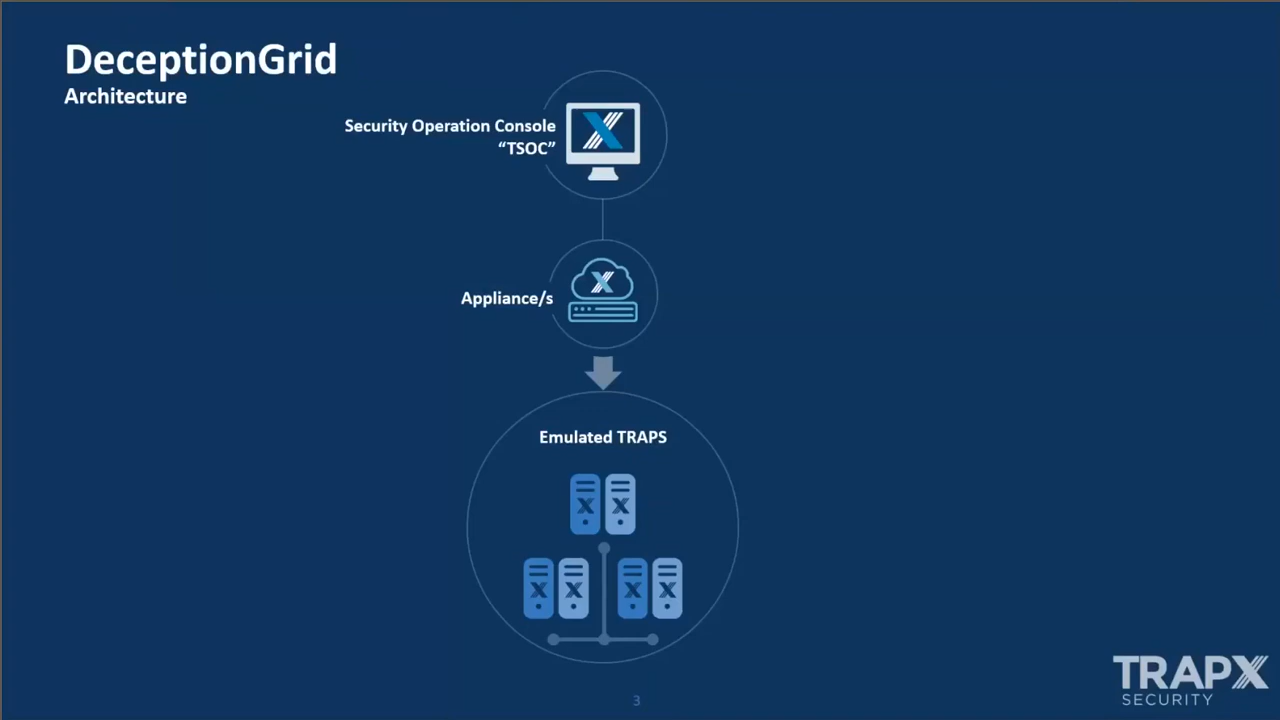 DeceptionGrid
Architecture
Security Operation Console
“TSOC”
Appliance/s
Emulated TRAPS
3
TRAPX
SECURITY